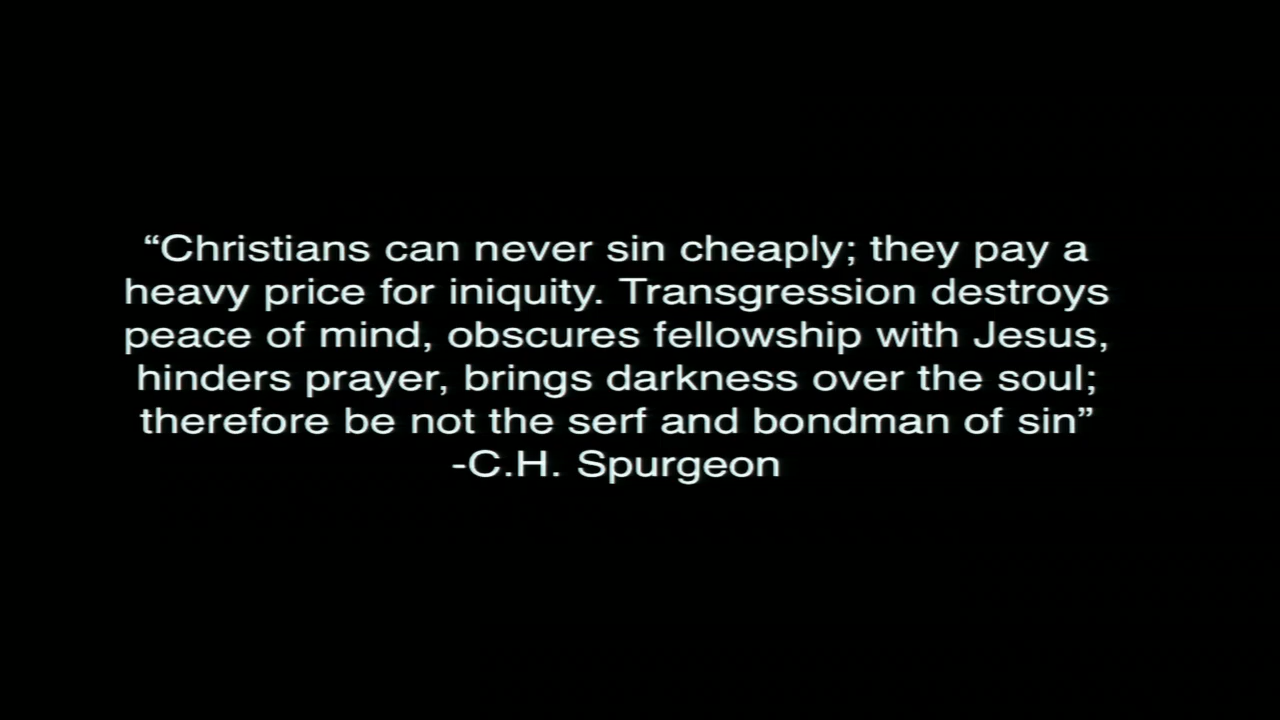 “Christians can never sin cheaply; they pay a
heavy price for iniquity. Transgression destroys
peace of mind, obscures fellowship with Jesus,
hinders prayer, brings darkness over the soul;
therefore be not the serf and bondman of sin”
-C.H. Spurgeon